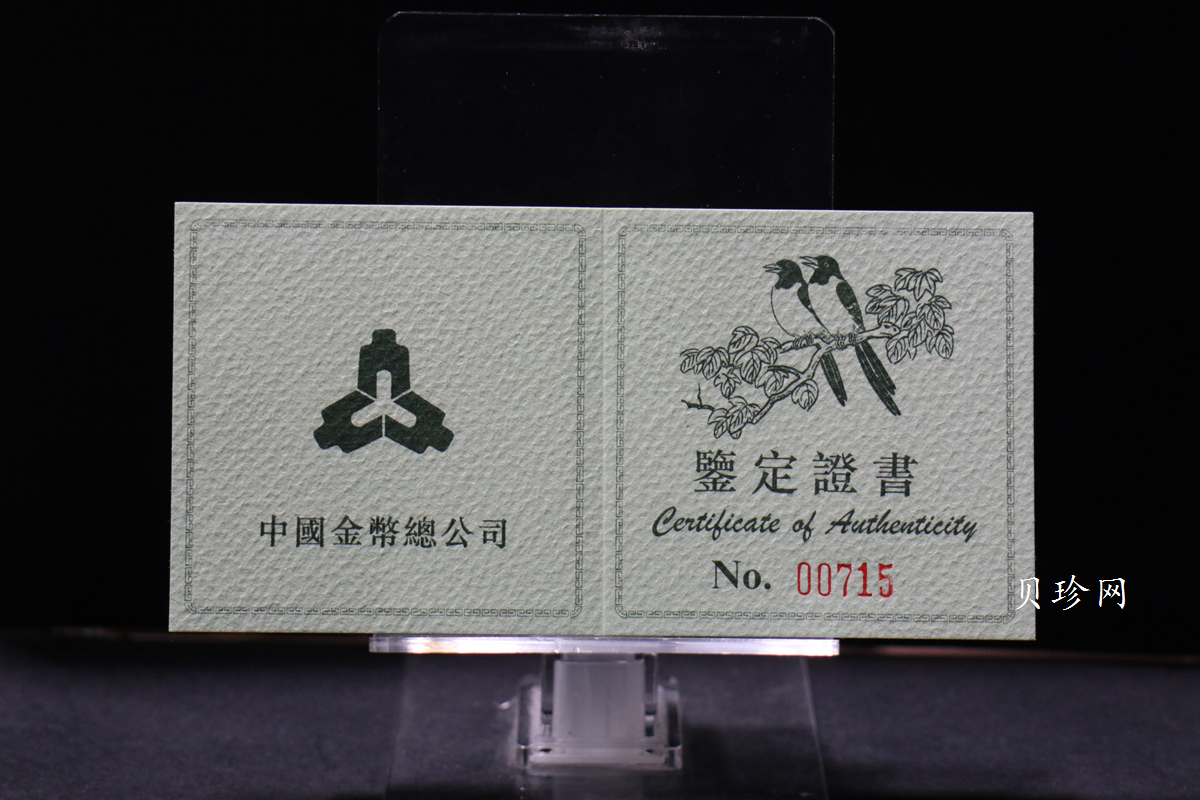 中國金幣總公司
鑒定證書
Certificate of Authenticity
No. 00715
贝珍网